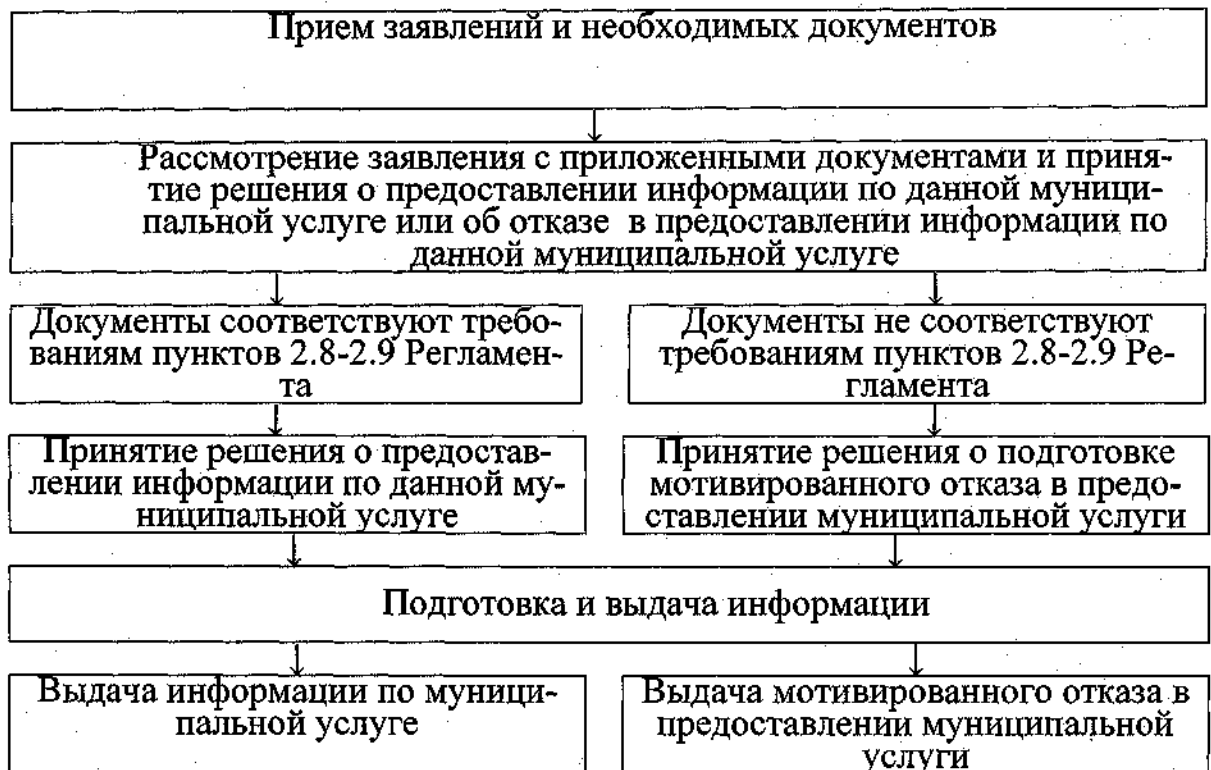 Прием заявлений и необходимых документов
Рассмотрение заявления с приложенными документами и приня-
тие решения о предоставлении информации по данной муници-
пальной услуге или об отказе в предоставлении информации по
данной муниципальной услуге
Документы соответствуют требо-
ваниям пунктов 2.8-2.9 Регламен-
та
Документы не соответствуют
требованиям пунктов 2.8-2.9 Ре-
гламента
Принятие решения о предостав-
лении информации по данной му-
ниципальной услуге
Принятие решения о подготовке
мотивированного отказа в предо-
ставлении муниципальной услуги
Подготовка и выдача информации
Выдача информации по муници-
пальной услуге
Выдача мотивированного отказа в
предоставлении муниципальной
услуги